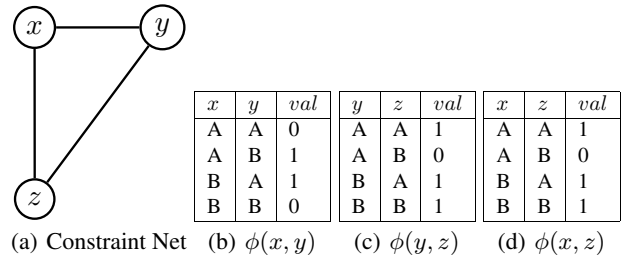 x y
z
x y val
A A 0
A B 1
B A 1
B B 0
y z val
A A 1
A B 0
B A 1
B B 1
x z val
A A 1
A B 0
B A 1
B B 1
(a) Constraint Net (b) ϕ(x, y) (c) ϕ(y, z) (d) ϕ(x, z)